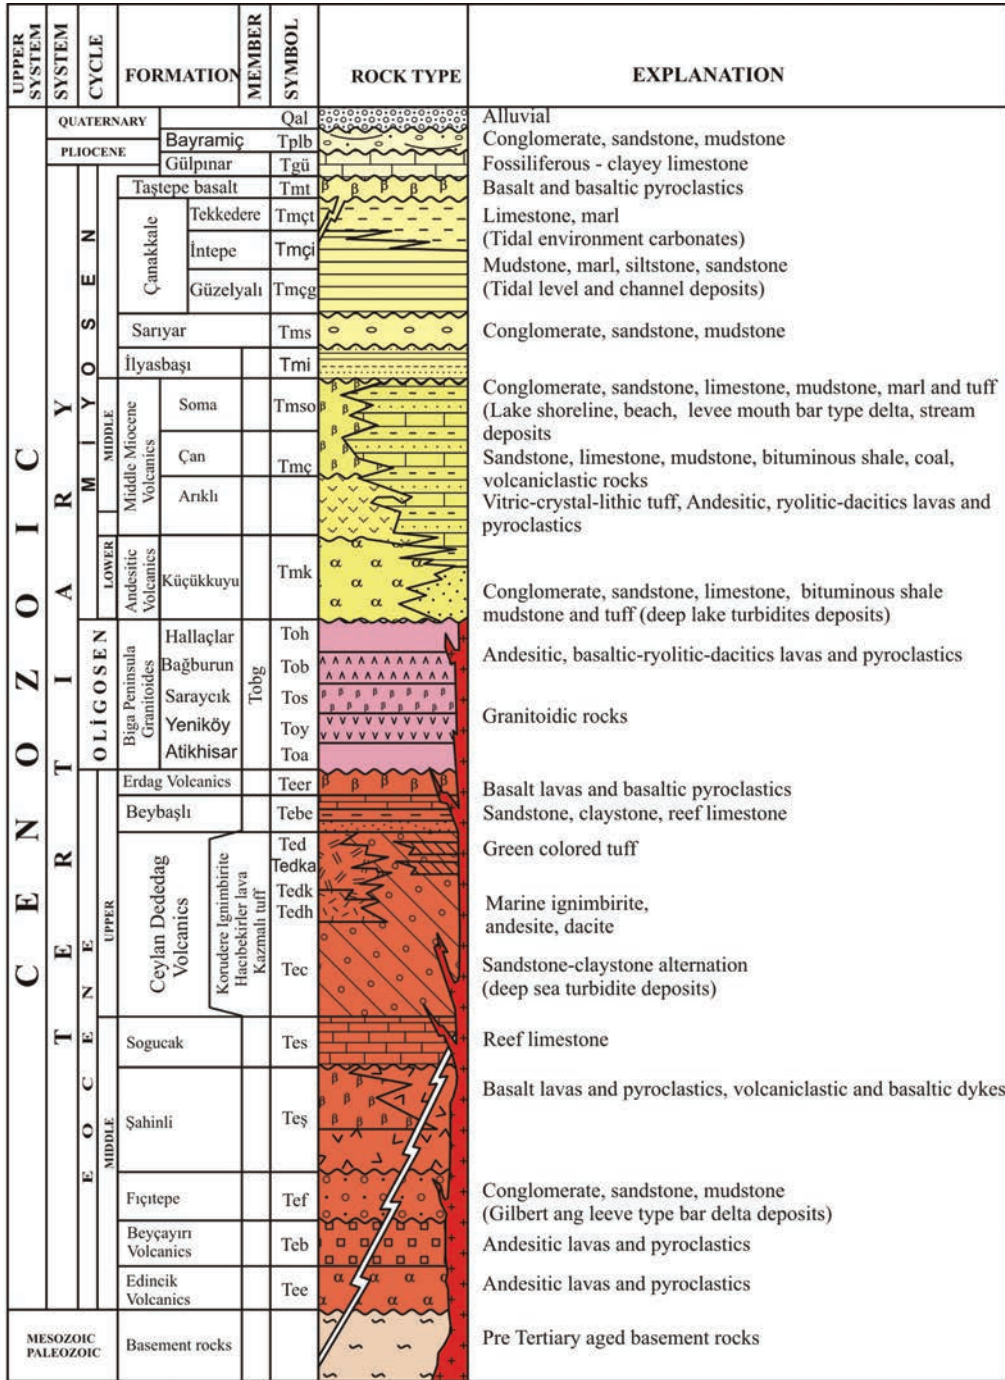 UPPER SYSTEM
SYSTEM
CYCLE
FORMATION
MEMBER
SYMBOL
ROCK TYPE
EXPLANATION
CENOZOIC
TERTIARY
QUATERNARY
Qal
Alluvial
PLIOCENE
Bayramiç
Tplb
Conglomerate, sandstone, mudstone
Gülpınar
Tgü
Fossiliferous - clayey limestone
MIYOSEN
Taştepe basalt
Tmt
Basalt and basaltic pyroclastics
Çanakkale
Tekkedere
Tmçt
Limestone, marl
(Tidal environment carbonates)
İntepe
Tmçi
Mudstone, marl, siltstone, sandstone
(Tidal level and channel deposits)
Güzelyalı
Tmçg
Sarıyar
Tms
Conglomerate, sandstone, mudstone
İlyasbaşı
Tmi
MIDDLE
Middle Miocene
Volcanics
Soma
Tmso
Conglomerate, sandstone, limestone, mudstone, marl and tuff
(Lake shoreline, beach, levee mouth bar type delta, stream
deposits
Çan
Tmç
Sandstone, limestone, mudstone, bituminous shale, coal,
volcaniclastic rocks
Arıklı
Vitric-crystal-lithic tuff, Andesitic, ryolitic-dacitics lavas and
pyroclastics
LOWER
Andesitic
Volcanics
Küçükkuyu
Tmk
Conglomerate, sandstone, limestone, bituminous shale
mudstone and tuff (deep lake turbidites deposits)
OLİGOSEN
Biga Peninsula
Granitoides
Tobg
Hallaçlar
Toh
Andesitic, basaltic-ryolitic-dacitics lavas and pyroclastics
Bağburun
Tob
Saraycık
Tos
Granitoidic rocks
Yeniköy
Toy
Atikhisar
Toa
EOCENE
UPPER
Erdag Volcanics
Teer
Basalt lavas and basaltic pyroclastics
Beybaşlı
Tebe
Sandstone, claystone, reef limestone
Ceylan Dededag
Volcanics
Korudere Ignimbirite
Hacıbekirler lava
Kazmalı tuff
Ted
Green colored tuff
Tedka
Tedk
Marine ignimbirite,
andesite, dacite
Tedh
Tec
Sandstone-claystone alternation
(deep sea turbidite deposits)
MIDDLE
Sogucak
Tes
Reef limestone
Şahinli
Teş
Basalt lavas and pyroclastics, volcaniclastic and basaltic dykes
Fıçıtepe
Tef
Conglomerate, sandstone, mudstone
(Gilbert ang leeve type bar delta deposits)
Beyçayırı
Volcanics
Teb
Andesitic lavas and pyroclastics
Edincik
Volcanics
Tee
Andesitic lavas and pyroclastics
MESOZOIC
PALEOZOIC
Basement rocks
Pre Tertiary aged basement rocks